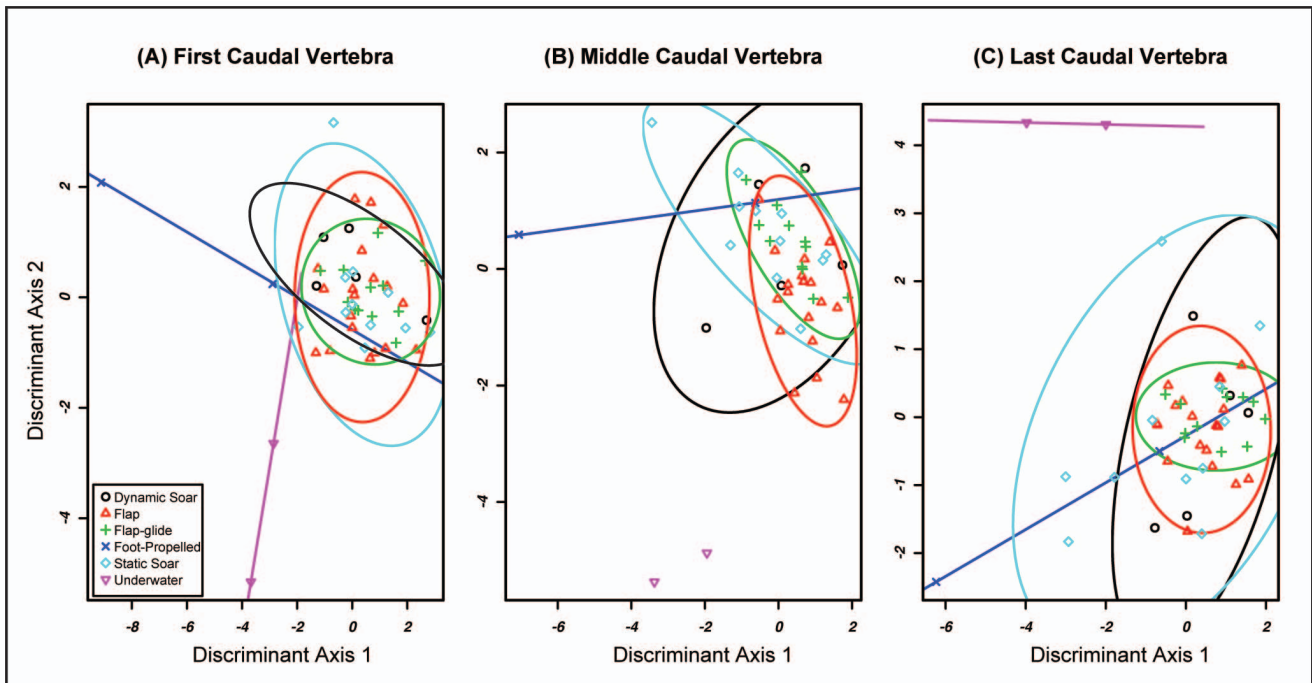 (A) First Caudal Vertebra
(B) Middle Caudal Vertebra
(C) Last Caudal Vertebra
Discriminant Axis 2
2
0
-2
-4
Dynamic Soar
Flap
Flap-glide
Foot-Propelled
Static Soar
Underwater
-8 -6 -4 -2 0 2
Discriminant Axis 1
2
0
-2
-4
-6 -4 -2 0 2
Discriminant Axis 1
4
3
2
1
0
-1
-2
-6 -4 -2 0 2
Discriminant Axis 1